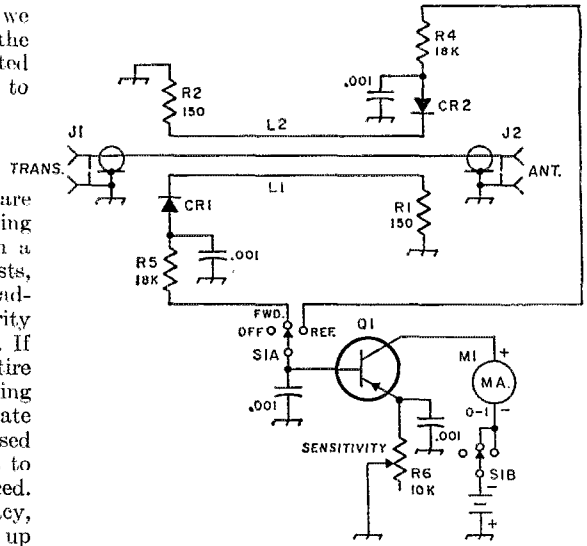 we
the
ted
to
are
ing
n a
sts,
ad-
rity
. If
tire
ing
ate
sed
to
ced.
cy,
up
R4
18K
.001
CR2
R2
150
L2
J1
J2
TRANS.
ANT.
L1
CR1
R1
150
.001
R5
18K
FWD.
OFF
REF.
Q1
S1A
M1
+
MA.
0-1
-
.001
.001
SENSITIVITY
R6
10K
S1B
-
+